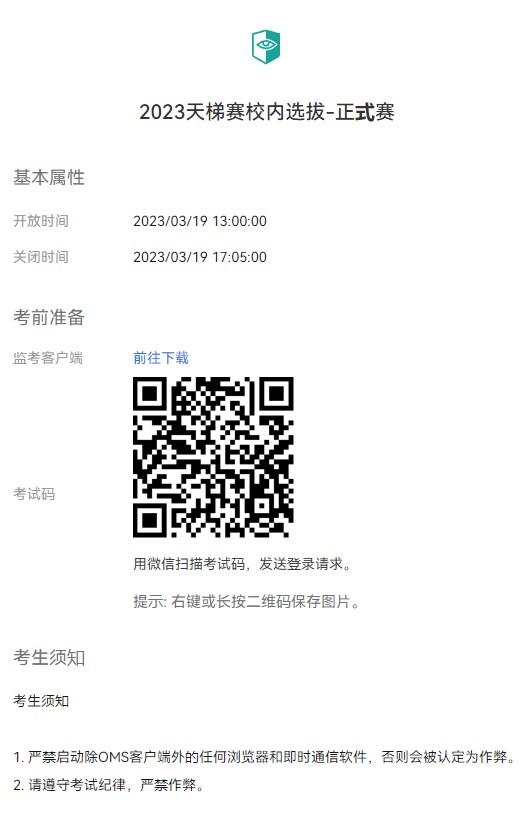 2023天梯赛校内选拔-正式赛
基本属性
开放时间 2023/03/19 13:00:00
关闭时间 2023/03/19 17:05:00
考前准备
监考客户端 前往下载
考试码
用微信扫描考试码，发送登录请求。
提示: 右键或长按二维码保存图片。
考生须知
考生须知
1. 严禁启动除OMS客户端外的任何浏览器和即时通信软件，否则会被认定为作弊。
2. 请遵守考试纪律，严禁作弊。